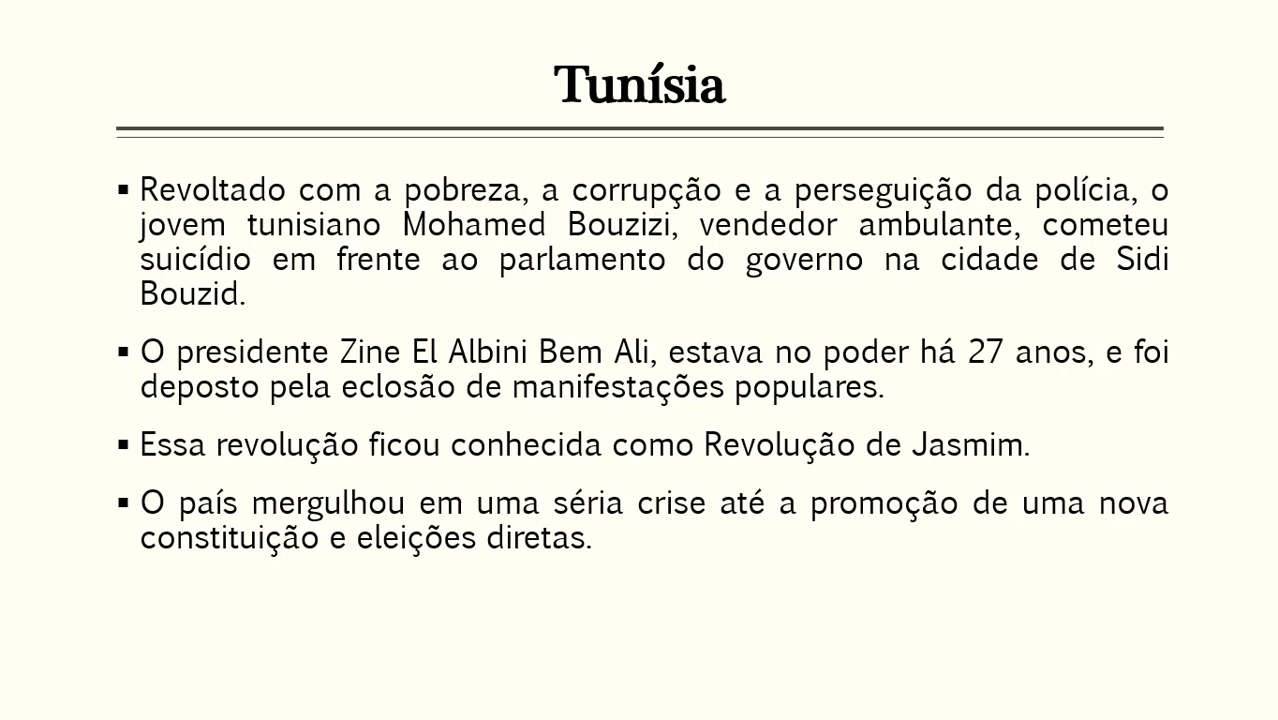 Tunísia
▪ Revoltado com a pobreza, a corrupção e a perseguição da polícia, o
jovem tunisiano Mohamed Bouzizi, vendedor ambulante, cometeu
suicídio em frente ao parlamento do governo na cidade de Sidi
Bouzid.
▪ O presidente Zine El Albini Bem Ali, estava no poder há 27 anos, e foi
deposto pela eclosão de manifestações populares.
▪ Essa revolução ficou conhecida como Revolução de Jasmim.
▪ O país mergulhou em uma séria crise até a promoção de uma nova
constituição e eleições diretas.